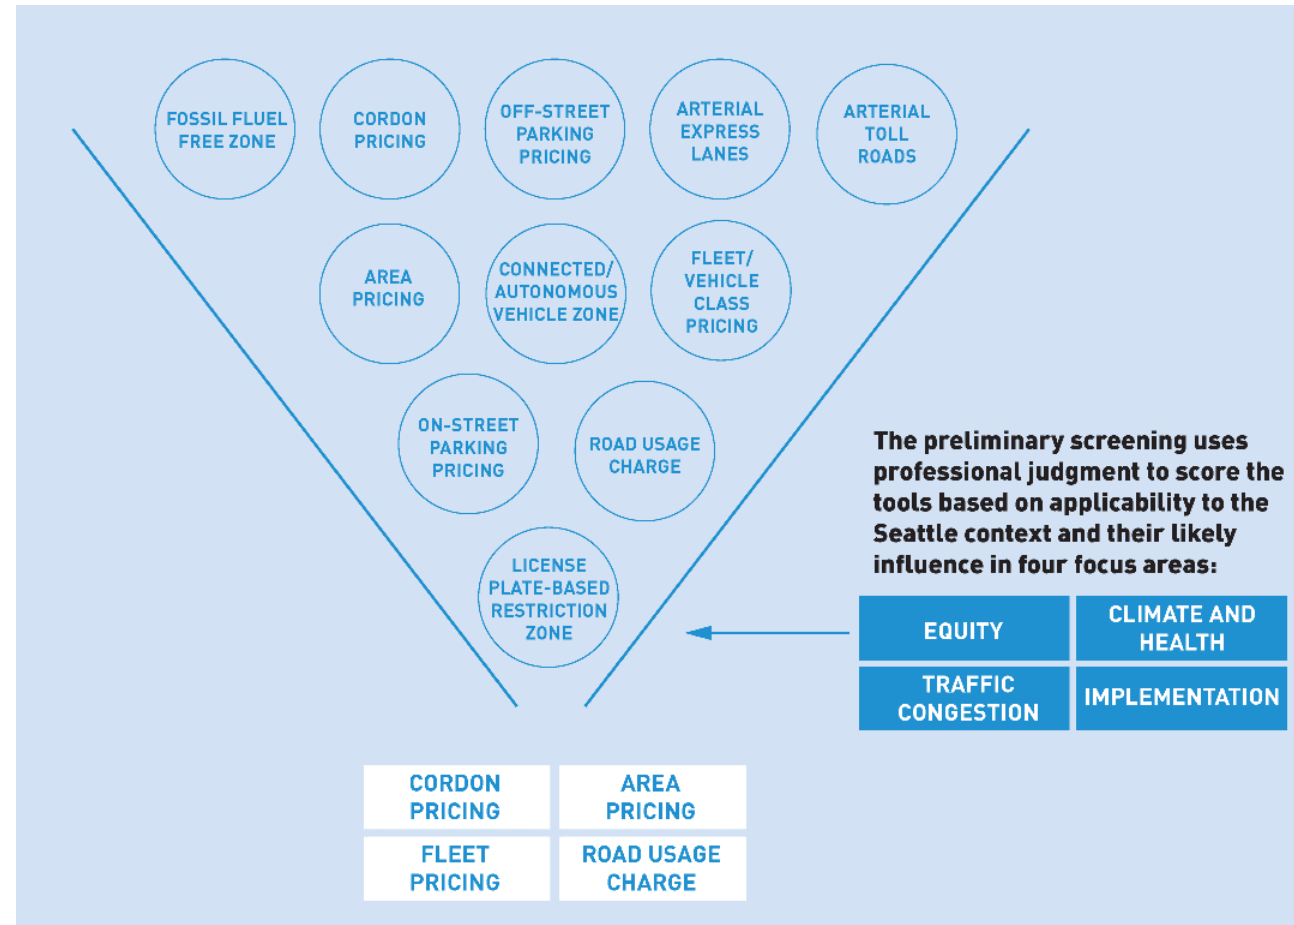 FOSSIL FLUEL
FREE ZONE
CORDON
PRICING
OFF-STREET
PARKING
PRICING
ARTERIAL
EXPRESS
LANES
ARTERIAL
TOLL
ROADS
AREA
PRICING
CONNECTED/
AUTONOMOUS
VEHICLE ZONE
FLEET/
VEHICLE
CLASS
PRICING
ON-STREET
PARKING
PRICING
ROAD USAGE
CHARGE
LICENSE
PLATE-BASED
RESTRICTION
ZONE
The preliminary screening uses
professional judgment to score the
tools based on applicability to the
Seattle context and their likely
influence in four focus areas:
EQUITY
CLIMATE AND
HEALTH
TRAFFIC
CONGESTION
IMPLEMENTATION
CORDON
PRICING
AREA
PRICING
FLEET
PRICING
ROAD USAGE
CHARGE